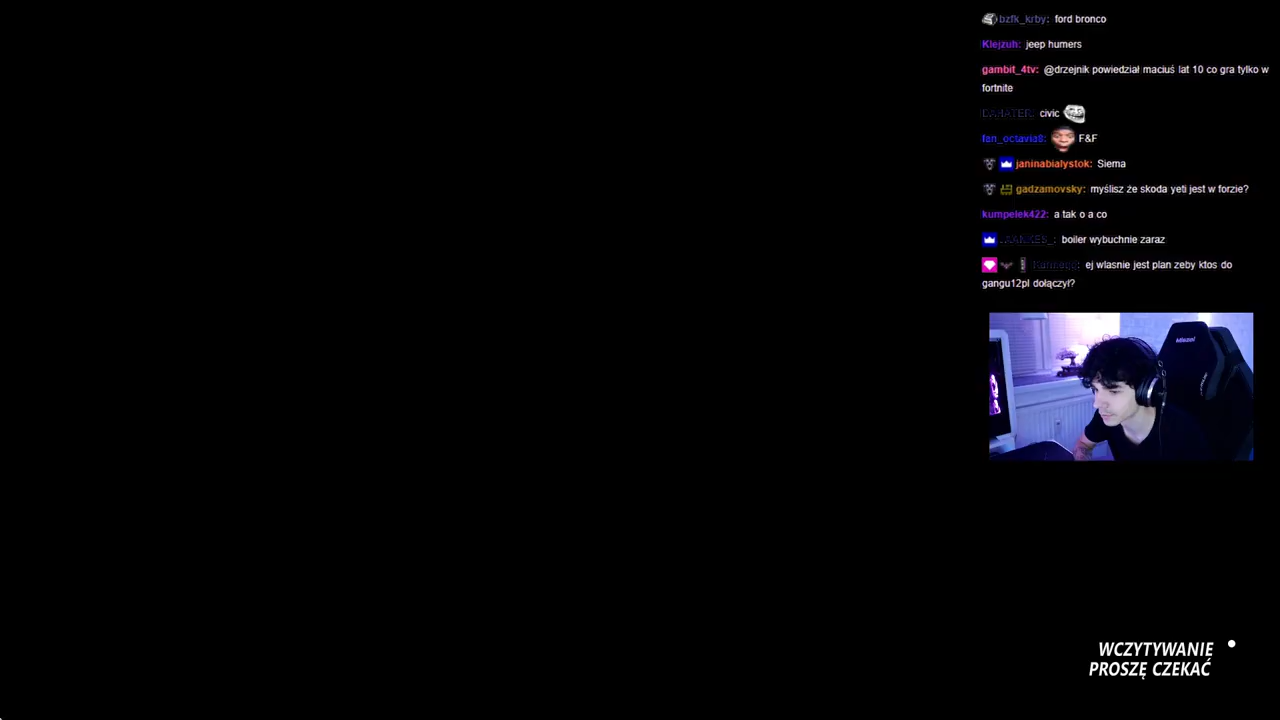 bzfk_krby: ford bronco
Klejzuh: jeep humers
gambit_4tv: @drzejnik powiedział maciuś lat 10 co gra tylko w
fortnite
civic
fan_octavia8: F&F
janinabialystok: Siema
gadzamovsky: myślisz że skoda yeti jest w forzie?
kumpelek422: a tak o a co
boiler wybuchnie zaraz
ej wlasnie jest plan zeby ktos do
gangu12pl dołączył?
WCZYTYWANIE
PROSZĘ CZEKAĆ